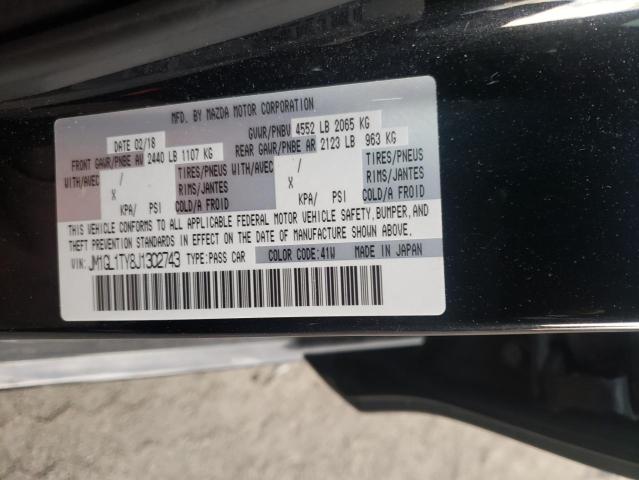 MFD. BY MAZDA MOTOR CORPORATION
DATE 02/18 GVWR/PNBV 4552 LB 2065 KG
FRONT GAWR/PNBE AV 2440 LB 1107 KG REAR GAWR/PNBE AR 2123 LB 963 KG
WITH/AVEC / TIRES/PNEUS WITH/AVEC / TIRES/PNEUS
X RIMS/JANTES X RIMS/JANTES
KPA/ PSI COLD/A FROID KPA/ PSI COLD/A FROID
THIS VEHICLE CONFORMS TO ALL APPLICABLE FEDERAL MOTOR VEHICLE SAFETY, BUMPER, AND
THEFT PREVENTION STANDARDS IN EFFECT ON THE DATE OF MANUFACTURE SHOWN ABOVE.
VIN: JM1GL1TY8J1302743 TYPE: PASS CAR COLOR CODE: 41W MADE IN JAPAN